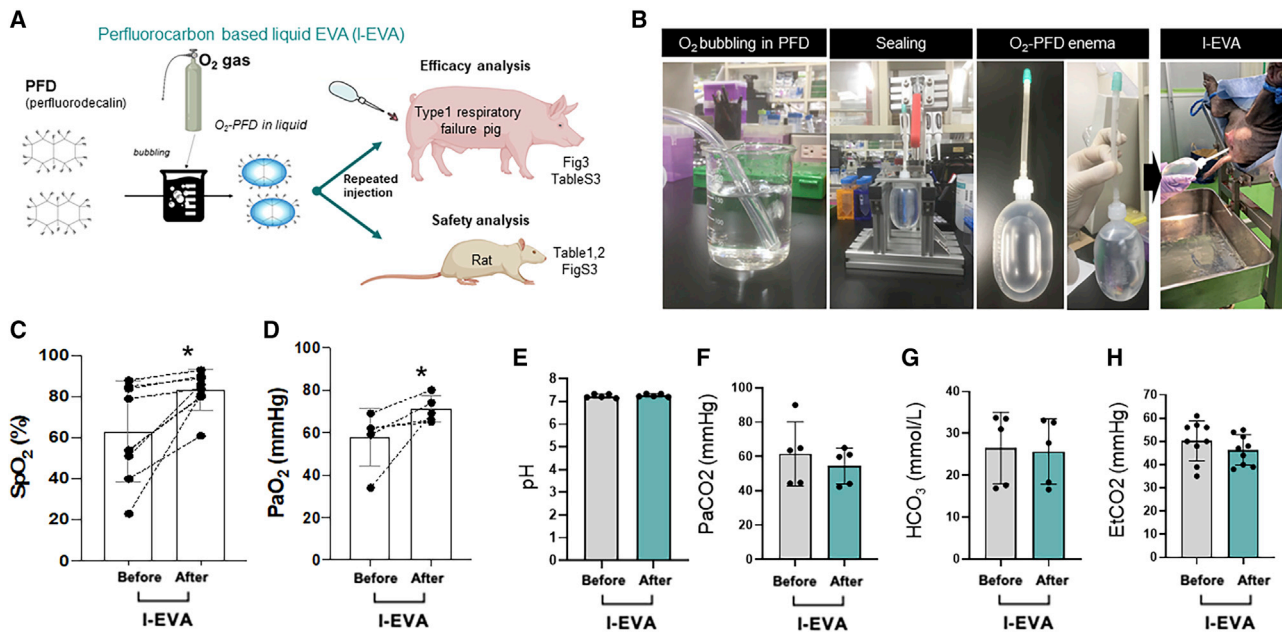 A
Perfluorocarbon based liquid EVA (l-EVA)
O2 gas
PFD
(perfluorodecalin)
O2-PFD in liquid
bubbling
Repeated
injection
Efficacy analysis
Type1 respiratory
failure pig
Fig3
TableS3
Safety analysis
Rat
Table1,2
FigS3
B
O2 bubbling in PFD
Sealing
O2-PFD enema
l-EVA
C
SpO2 (%)
100
80
60
40
20
0
*
Before
After
l-EVA
D
PaO2 (mmHg)
100
80
60
40
20
0
*
Before
After
l-EVA
E
pH
8
7
6
5
4
3
2
1
0
Before
After
l-EVA
F
PaCO2 (mmHg)
100
80
60
40
20
0
Before
After
l-EVA
G
HCO3 (mmol/L)
40
30
20
10
0
Before
After
l-EVA
H
EtCO2 (mmHg)
70
60
50
40
30
20
10
0
Before
After
l-EVA